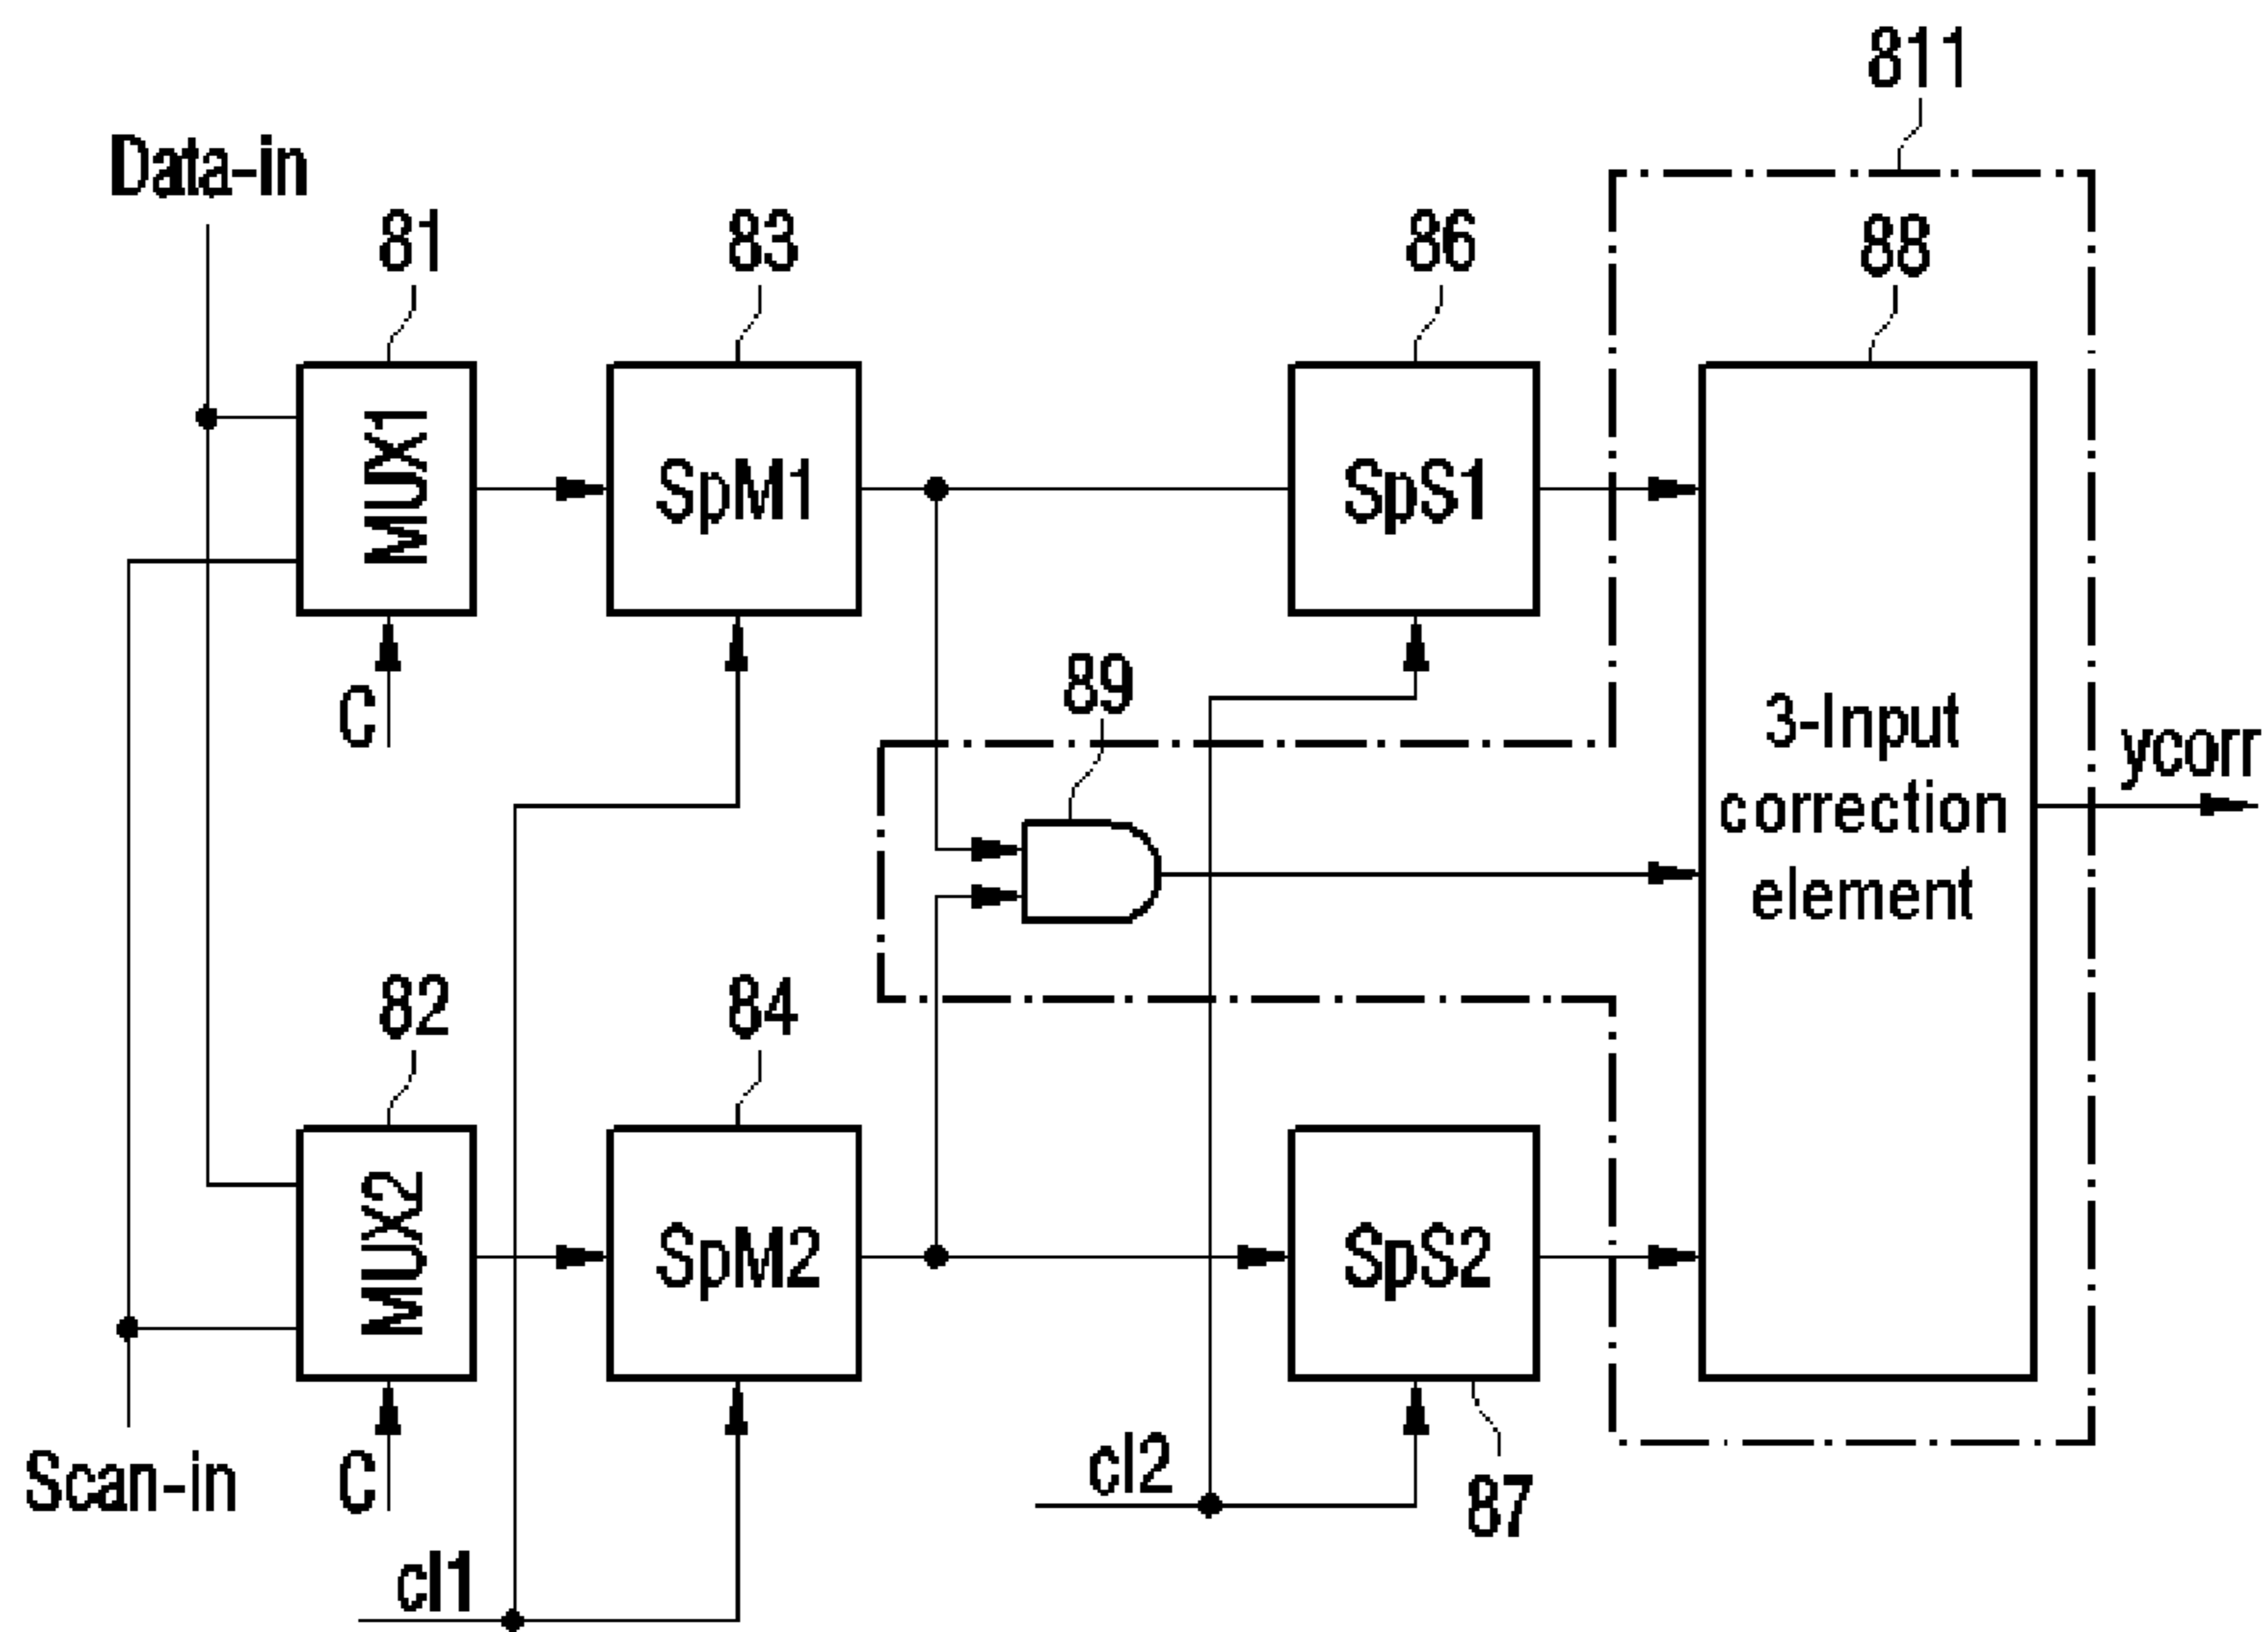 811
Data-in
81
83
86
88
MUX1
SpM1
SpS1
C
89
3-Input
correction
element
ycorr
82
84
MUX2
SpM2
SpS2
Scan-in
C
cl2
87
cl1